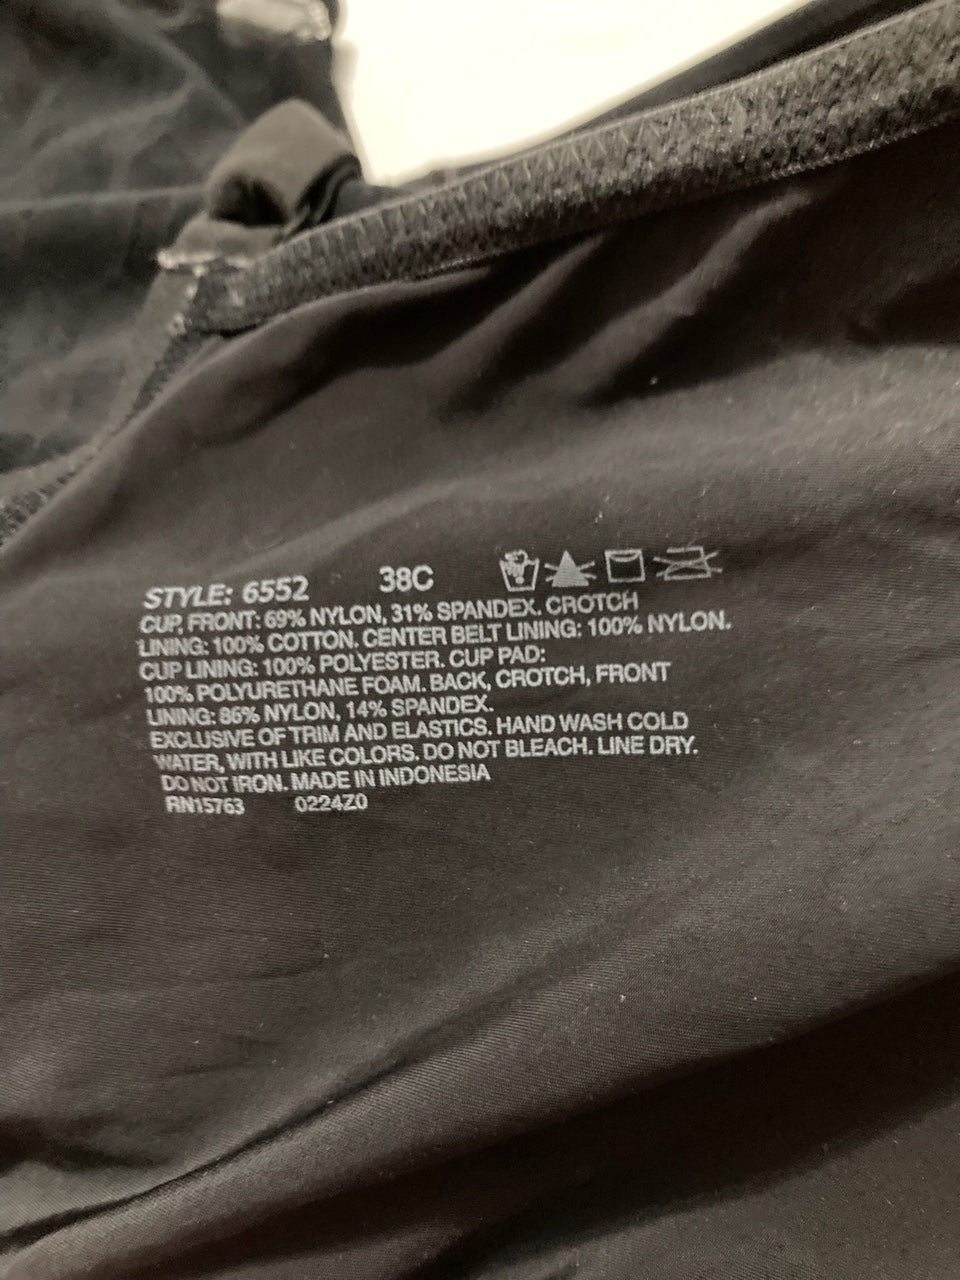 STYLE: 6552 38C
CUP, FRONT: 69% NYLON, 31% SPANDEX. CROTCH
LINING: 100% COTTON. CENTER BELT LINING: 100% NYLON.
CUP LINING: 100% POLYESTER. CUP PAD:
100% POLYURETHANE FOAM. BACK, CROTCH, FRONT
LINING: 86% NYLON, 14% SPANDEX.
EXCLUSIVE OF TRIM AND ELASTICS. HAND WASH COLD
WATER, WITH LIKE COLORS. DO NOT BLEACH. LINE DRY.
DO NOT IRON. MADE IN INDONESIA
RN15763 0224Z0